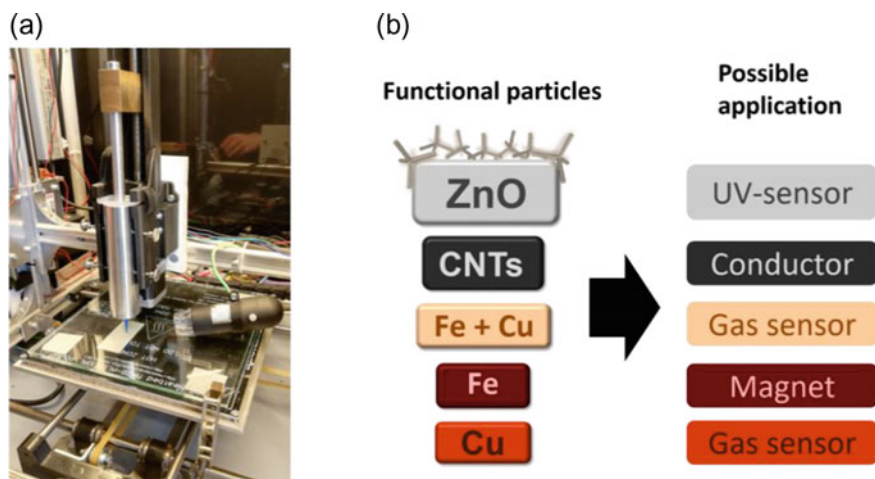 (a)
(b)
Functional particles
Possible
application
ZnO
UV-sensor
CNTs
Conductor
Fe + Cu
Gas sensor
Fe
Magnet
Cu
Gas sensor